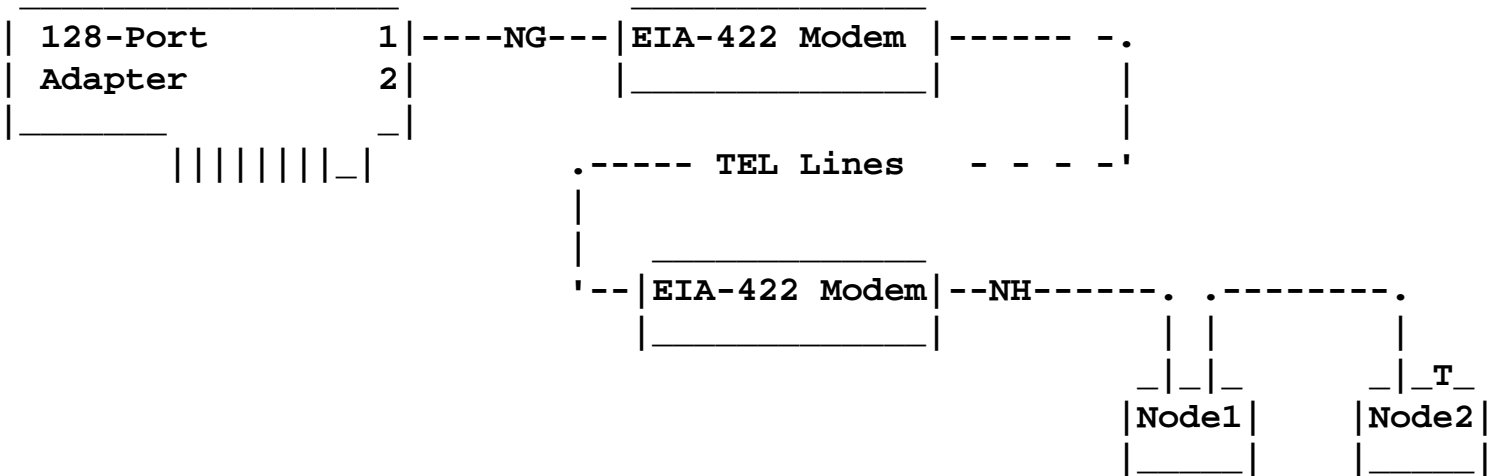 128-Port 1 NG EIA-422 Modem
Adapter 2
TEL Lines
EIA-422 Modem NH
T
Node1 Node2